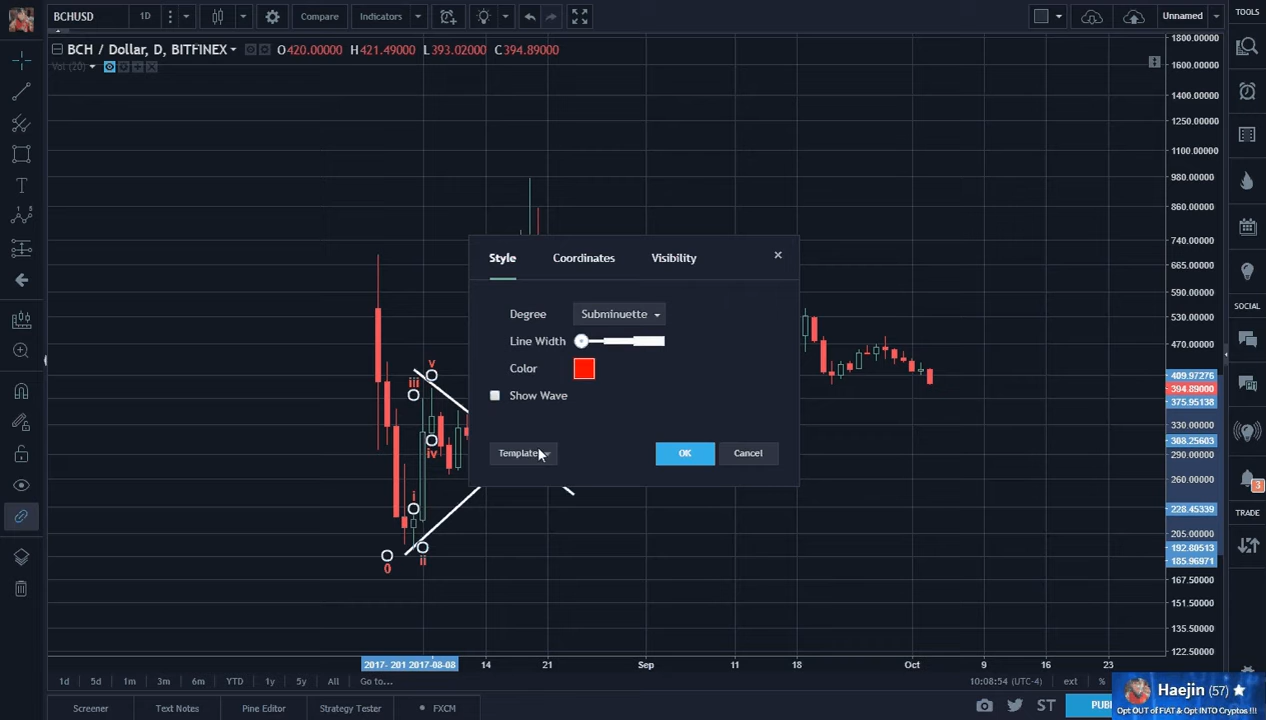 BCHUSD 1D Compare Indicators Unnamed TOOLS
BCH / Dollar, D, BITFINEX O420.00000 H421.49000 L393.02000 C394.89000
Vol (20)
1800.00000
1600.00000
1400.00000
1250.00000
1100.00000
980.00000
860.00000
740.00000
665.00000
590.00000
530.00000
470.00000
409.97276
394.89000
375.95138
330.00000
308.25603
290.00000
260.00000
228.45339
205.00000
192.80513
185.96971
167.50000
151.50000
135.50000
122.50000
SOCIAL
3
TRADE
Style Coordinates Visibility
Degree Subminuette
Line Width
Color
Show Wave
Template OK Cancel
v
iii
iv
i
ii
0
2017- 201 2017-08-08 14 21 Sep 11 18 Oct 9 16 23
1d 5d 1m 3m 6m YTD 1y 5y All Go to... 10:08:54 (UTC-4) ext %
Screener Text Notes Pine Editor Strategy Tester FXCM ST PUB
Haejin (57)
Opt OUT of FIAT & Opt INTO Cryptos !!!